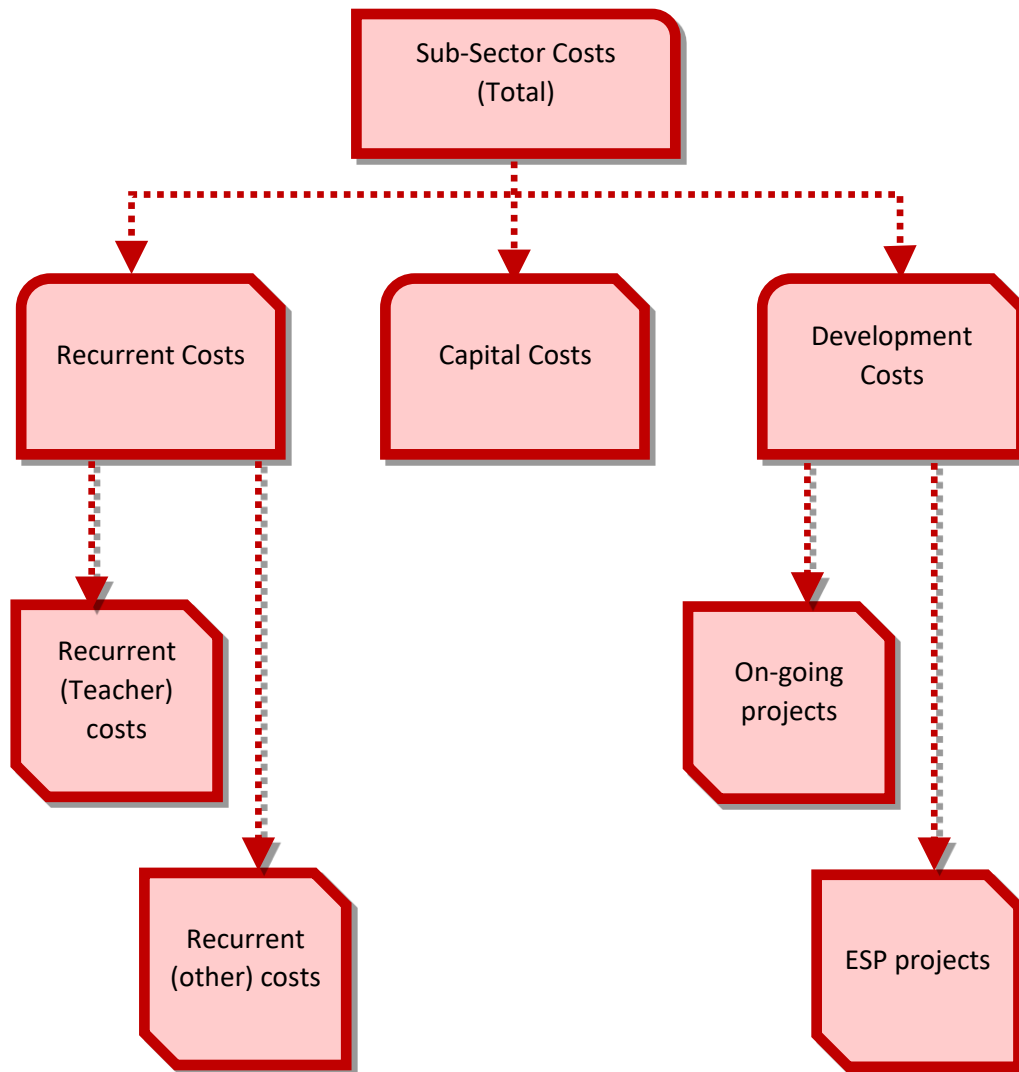 Sub-Sector Costs
(Total)
Recurrent Costs
Capital Costs
Development
Costs
Recurrent
(Teacher)
costs
On-going
projects
Recurrent
(other) costs
ESP projects